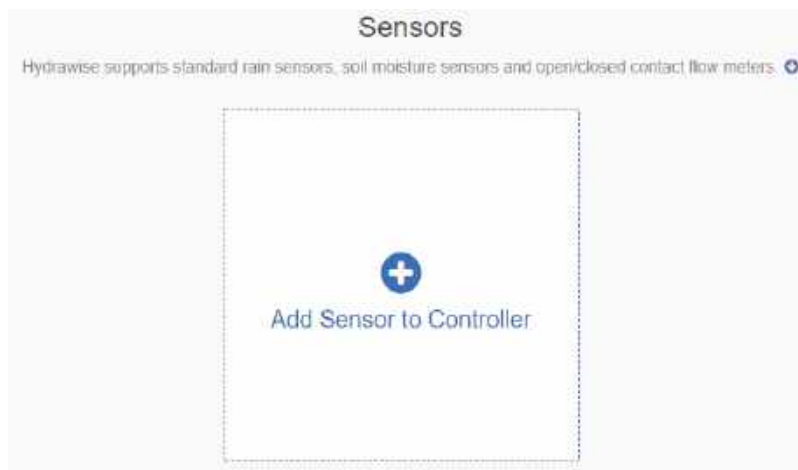 Sensors
Hydrawise supports standard rain sensors, soil moisture sensors and open/closed contact flow meters.
Add Sensor to Controller